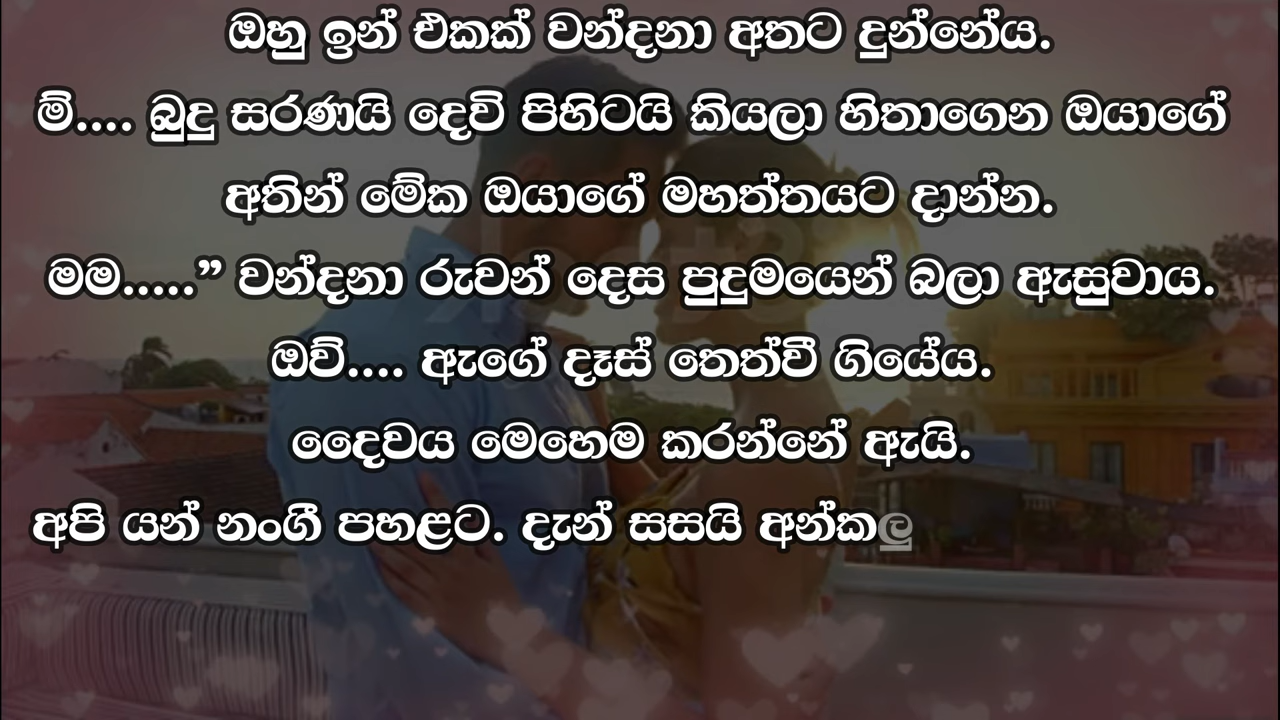 ඔහු ඉන් එකක් වන්දනා අතට දුන්නේය.
ම්.... බුදු සරණයි දෙවි පිහිටයි කියලා හිතාගෙන ඔයාගේ
අතින් මේක ඔයාගේ මහත්තයට දාන්න.
මම.....” වන්දනා රුවන් දෙස පුදුමයෙන් බලා ඇසුවාය.
ඔව්.... ඇගේ දෑස් තෙත්වී ගියේය.
දෛවය මෙහෙම කරන්නේ ඇයි.
අපි යන් නංගී පහළට. දැන් සසයි අන්කලු